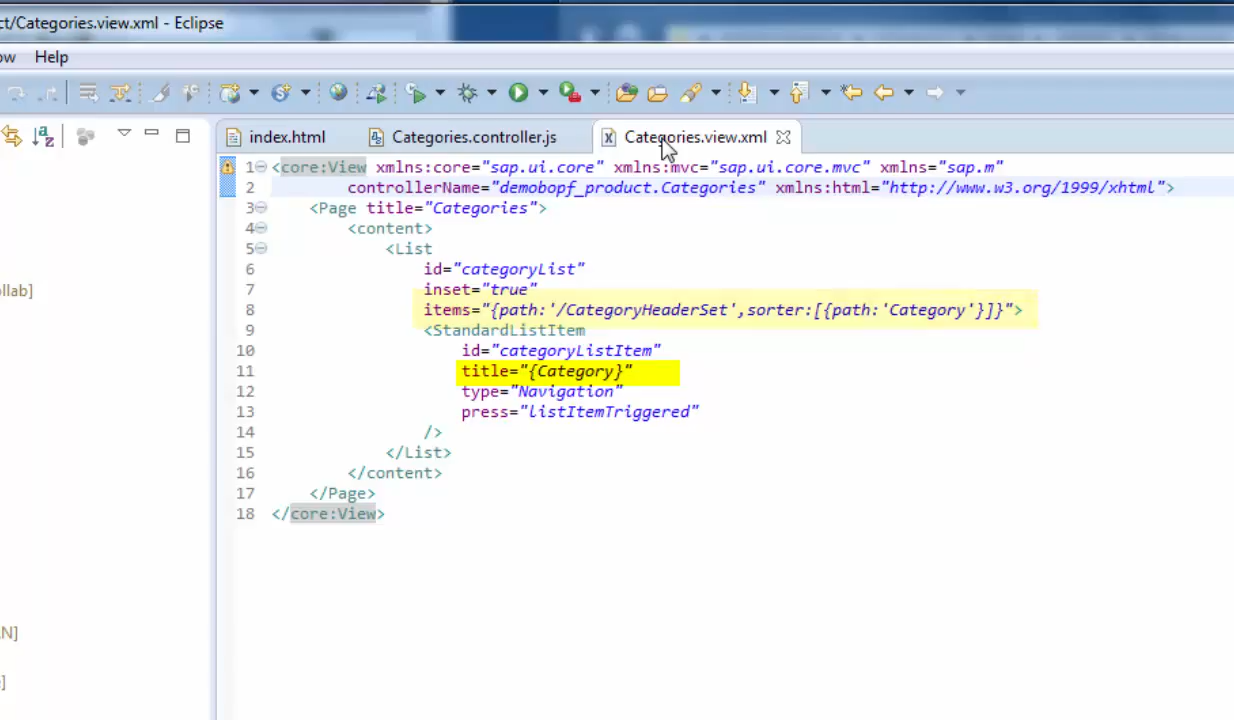 ct/Categories.view.xml - Eclipse
ow Help
index.html Categories.controller.js Categories.view.xml
1 <core:View xmlns:core="sap.ui.core" xmlns:mvc="sap.ui.core.mvc" xmlns="sap.m"
2 controllerName="demobopf_product.Categories" xmlns:html="http://www.w3.org/1999/xhtml">
3 <Page title="Categories">
4 <content>
5 <List
6 id="categoryList"
7 inset="true"
8 items="{path:'/CategoryHeaderSet',sorter:[{path:'Category'}]}">
9 <StandardListItem
10 id="categoryListItem"
11 title="{Category}"
12 type="Navigation"
13 press="listItemTriggered"
14 />
15 </List>
16 </content>
17 </Page>
18 </core:View>
ollab]
N]
]